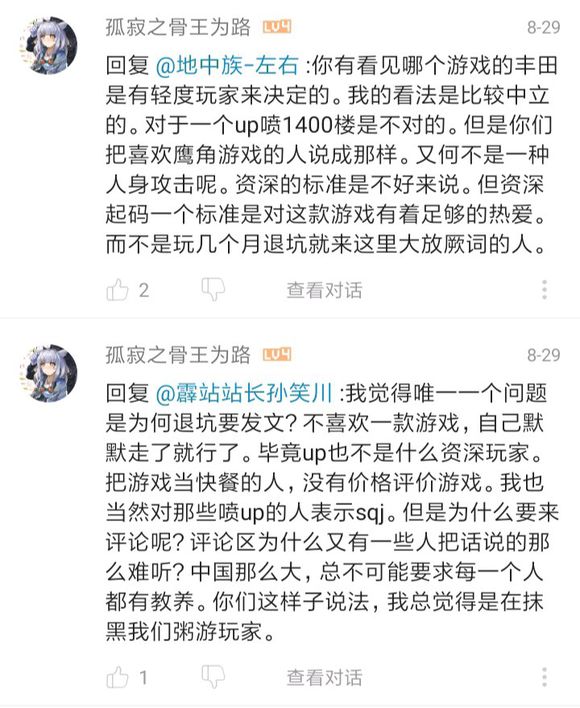 孤寂之骨王为路 LV4 8-29
回复 @地中族-左右 :你有看见哪个游戏的丰田
是有轻度玩家来决定的。我的看法是比较中立
的。对于一个up喷1400楼是不对的。但是你们
把喜欢鹰角游戏的人说成那样。又何不是一种
人身攻击呢。资深的标准是不好来说。但资深
起码一个标准是对这款游戏有着足够的热爱。
而不是玩几个月退坑就来这里大放厥词的人。
2 查看对话
孤寂之骨王为路 LV4 8-29
回复 @霹站站长孙笑川 :我觉得唯一一个问题
是为何退坑要发文？不喜欢一款游戏，自己默
默走了就行了。毕竟up也不是什么资深玩家。
把游戏当快餐的人，没有价格评价游戏。我也
当然对那些喷up的人表示sqj。但是为什么要来
评论呢？评论区为什么又有一些人把话说的那
么难听？中国那么大，总不可能要求每一个人
都有教养。你们这样子说法，我总觉得是在抹
黑我们粥游玩家。
1 查看对话